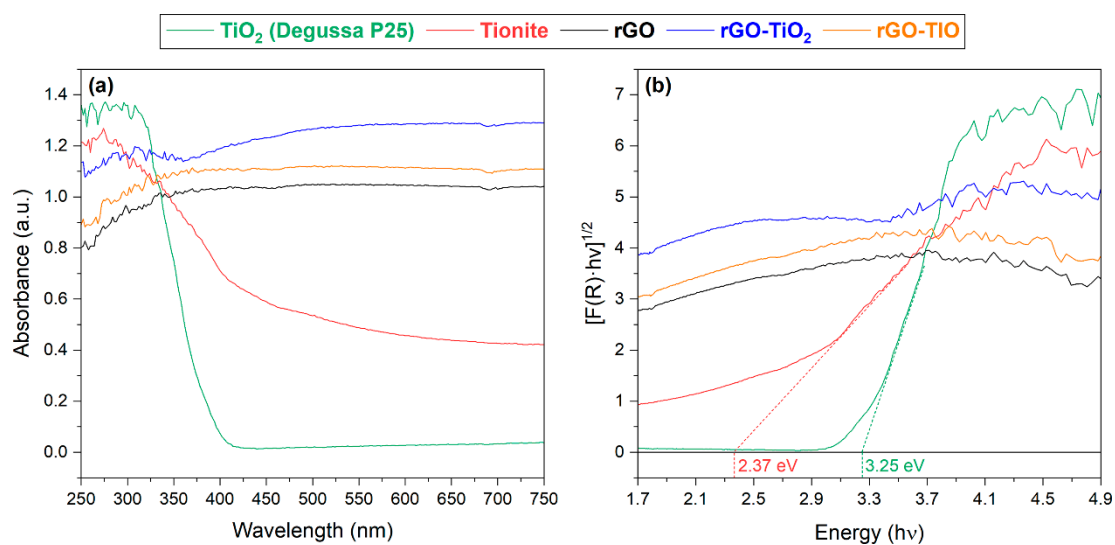 TiO₂ (Degussa P25) Tionite rGO rGO-TiO₂ rGO-TIO
(a)
1.4
1.2
1.0
0.8
0.6
0.4
0.2
0.0
Absorbance (a.u.)
250 300 350 400 450 500 550 600 650 700 750
Wavelength (nm)
(b)
7
6
5
4
3
2
1
0
[F(R)·hν]^1/2
2.37 eV 3.25 eV
1.7 2.1 2.5 2.9 3.3 3.7 4.1 4.5 4.9
Energy (hν)